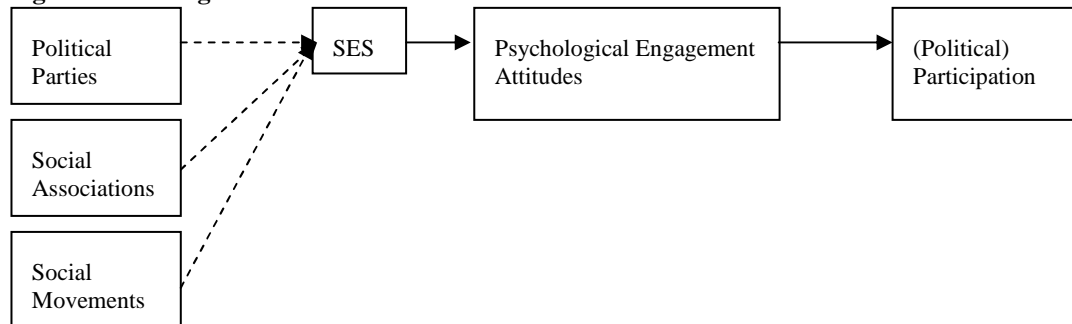 Political
Parties
SES
Psychological Engagement
Attitudes
(Political)
Participation
Social
Associations
Social
Movements